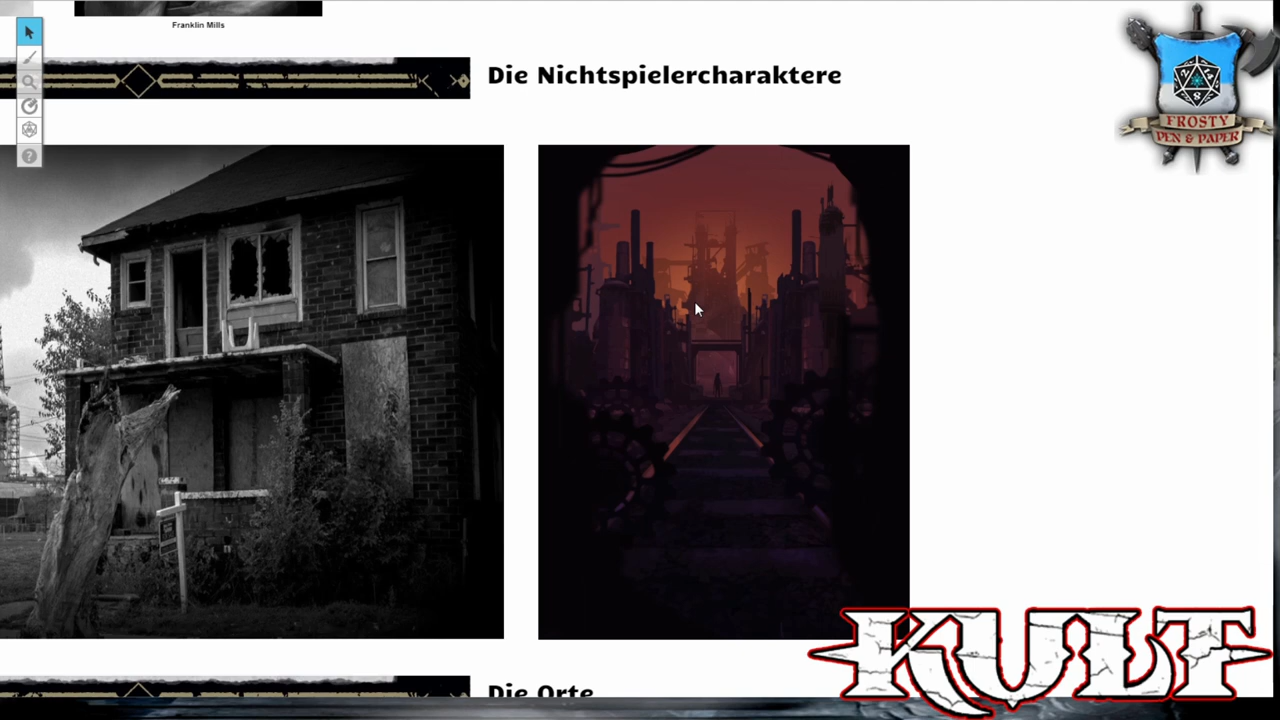 Franklin Mills
Die Nichtspielercharaktere
FROSTY
PEN & PAPER
Die Orte
KULT